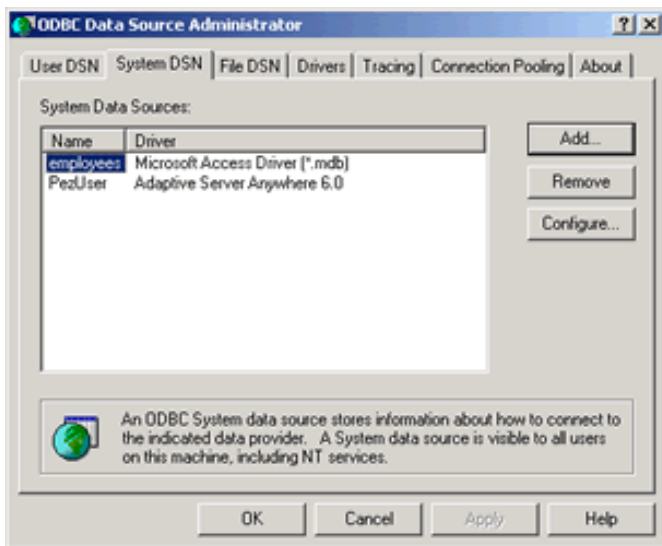 ODBC Data Source Administrator
User DSN System DSN File DSN Drivers Tracing Connection Pooling About
System Data Sources:
Name Driver
employees Microsoft Access Driver (*.mdb)
PezUser Adaptive Server Anywhere 6.0
Add...
Remove
Configure...
An ODBC System data source stores information about how to connect to
the indicated data provider. A System data source is visible to all users
on this machine, including NT services.
OK Cancel Apply Help